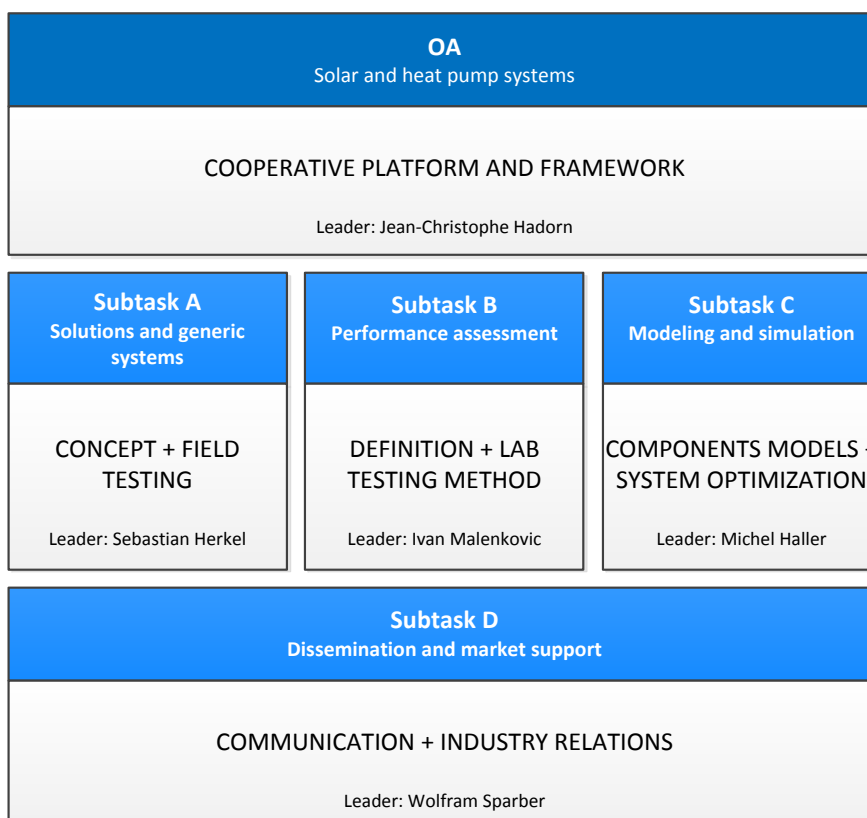 OA
Solar and heat pump systems
COOPERATIVE PLATFORM AND FRAMEWORK
Leader: Jean-Christophe Hadorn
Subtask A
Solutions and generic
systems
CONCEPT + FIELD
TESTING
Leader: Sebastian Herkel
Subtask B
Performance assessment
DEFINITION + LAB
TESTING METHOD
Leader: Ivan Malenkovic
Subtask C
Modeling and simulation
COMPONENTS MODELS
SYSTEM OPTIMIZATION
Leader: Michel Haller
Subtask D
Dissemination and market support
COMMUNICATION + INDUSTRY RELATIONS
Leader: Wolfram Sparber